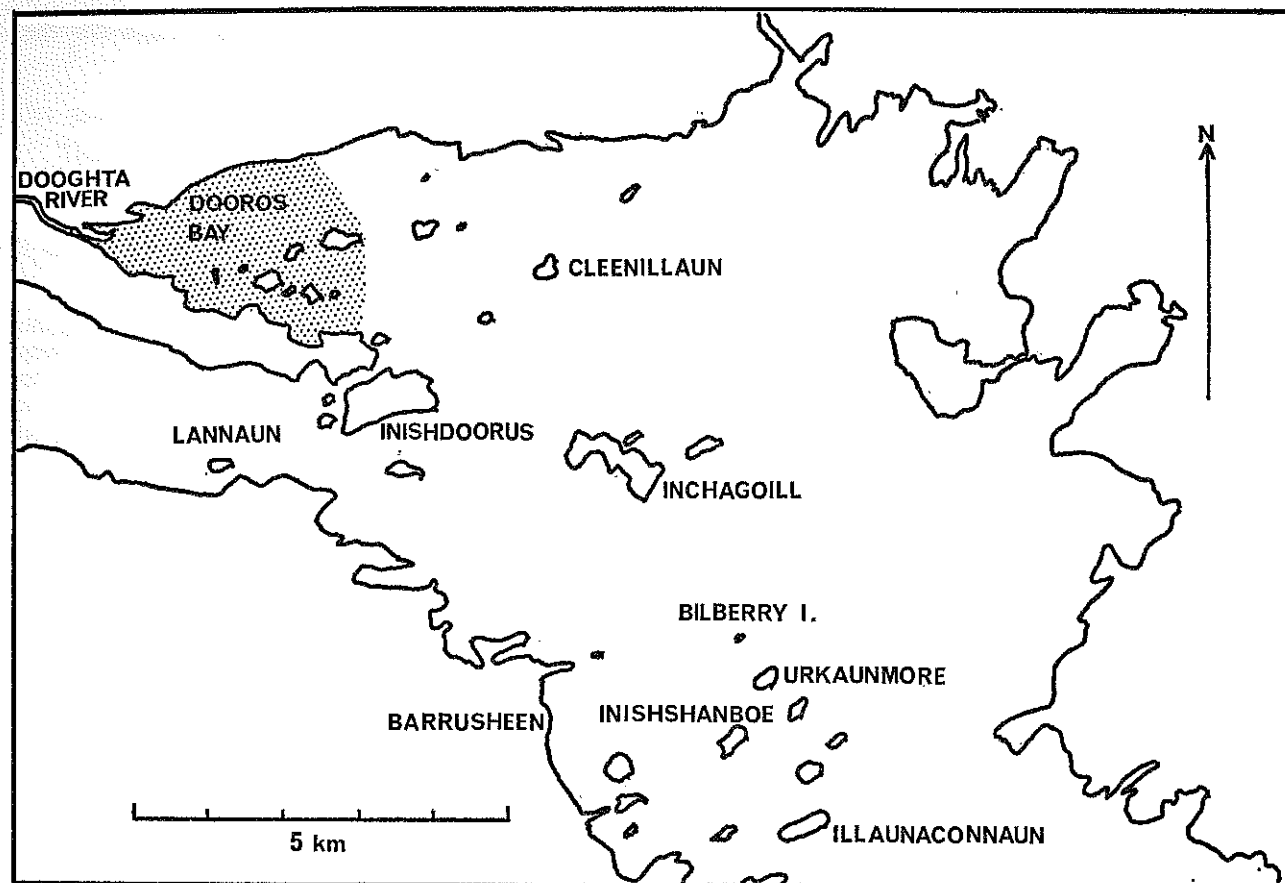 N
DOOGHTA
RIVER
DOOROS
BAY
CLEENILLAUN
LANNAUN
INISHDOORUS
INCHAGOILL
BILBERRY I.
URKAUNMORE
INISHSHANBOE
BARRUSHEEN
ILLAUNACONNAUN
5 km